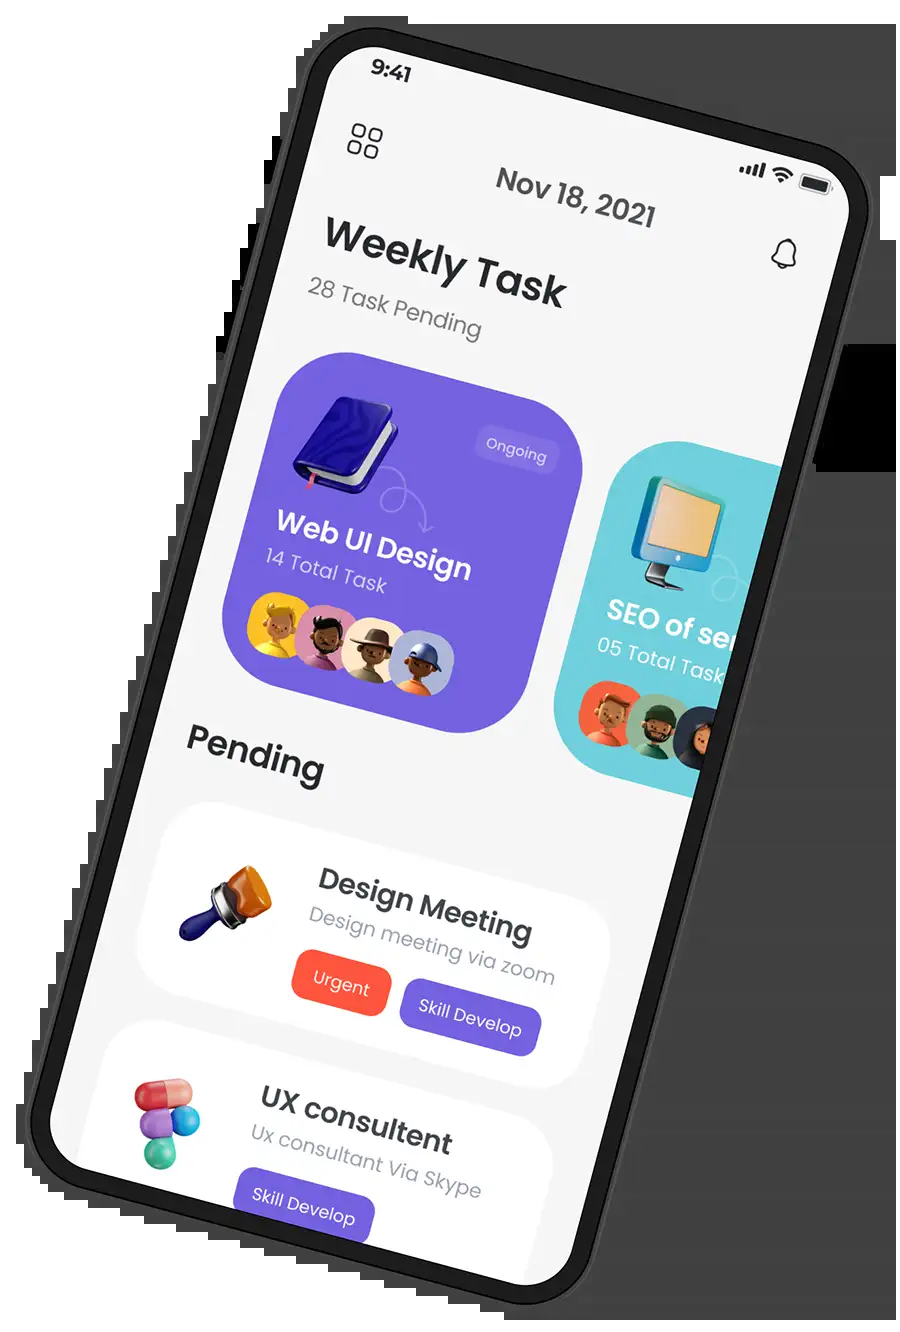 9:41
Nov 18, 2021
Weekly Task
28 Task Pending
Ongoing
Web UI Design
14 Total Task
SEO of
05 Total Task
Pending
Design Meeting
Design meeting via zoom
Urgent
Skill Develop
UX consultent
Ux consultant Via Skype
Skill Develop